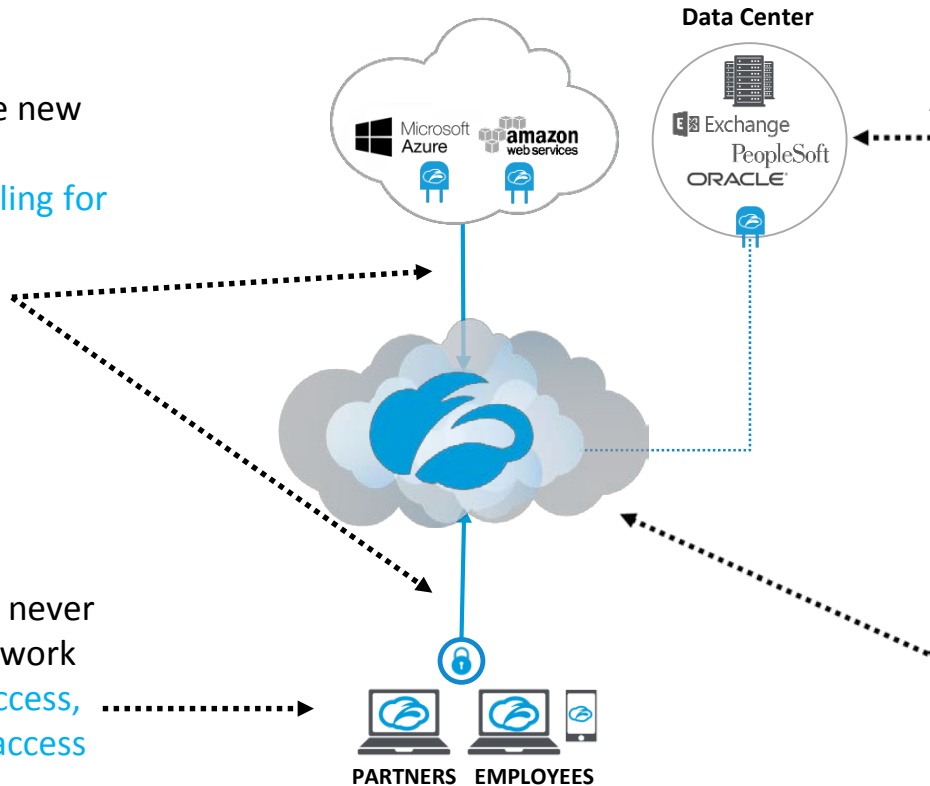 Data Center
e new
ling for
Microsoft
Azure
amazon
web services
E Exchange
PeopleSoft
ORACLE
never
work
ccess,
access
PARTNERS EMPLOYEES